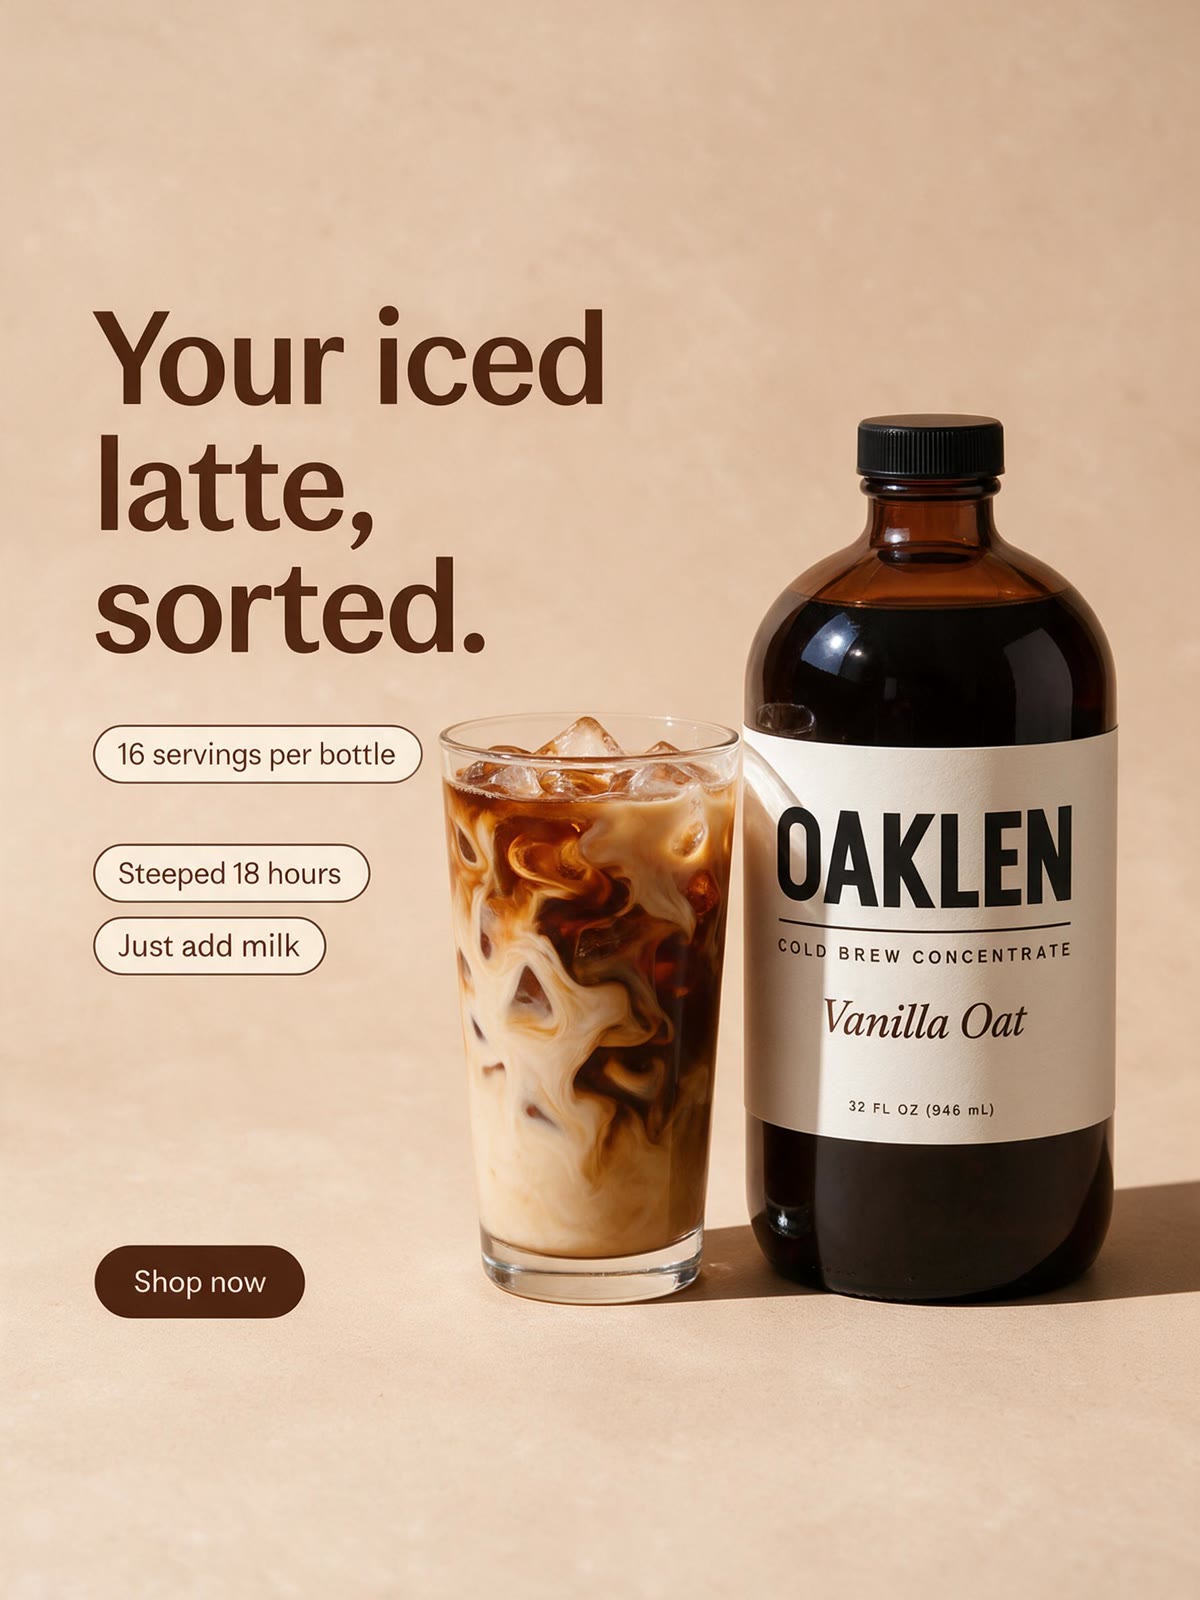 Your iced
latte,
sorted.
16 servings per bottle
Steeped 18 hours
Just add milk
Shop now
OAKLEN
COLD BREW CONCENTRATE
Vanilla Oat
32 FL OZ (946 mL)